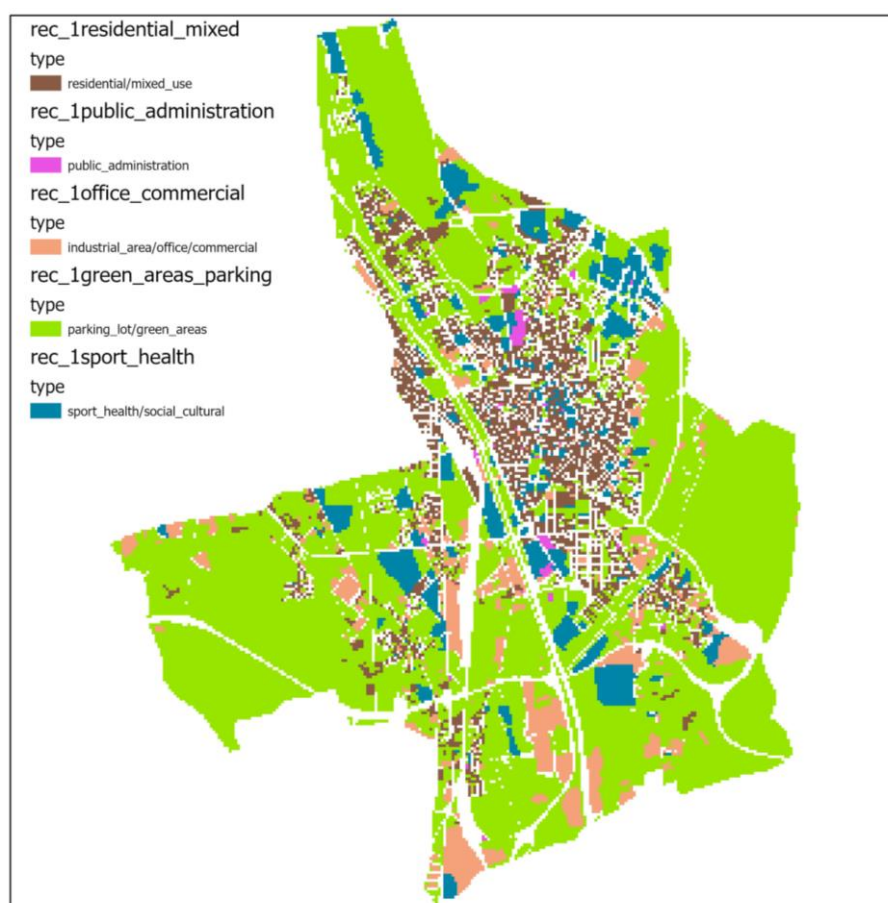 rec_1residential_mixed
type
residential/mixed_use
rec_1public_administration
type
public_administration
rec_1office_commercial
type
industrial_area/office/commercial
rec_1green_areas_parking
type
parking_lot/green_areas
rec_1sport_health
type
sport_health/social_cultural